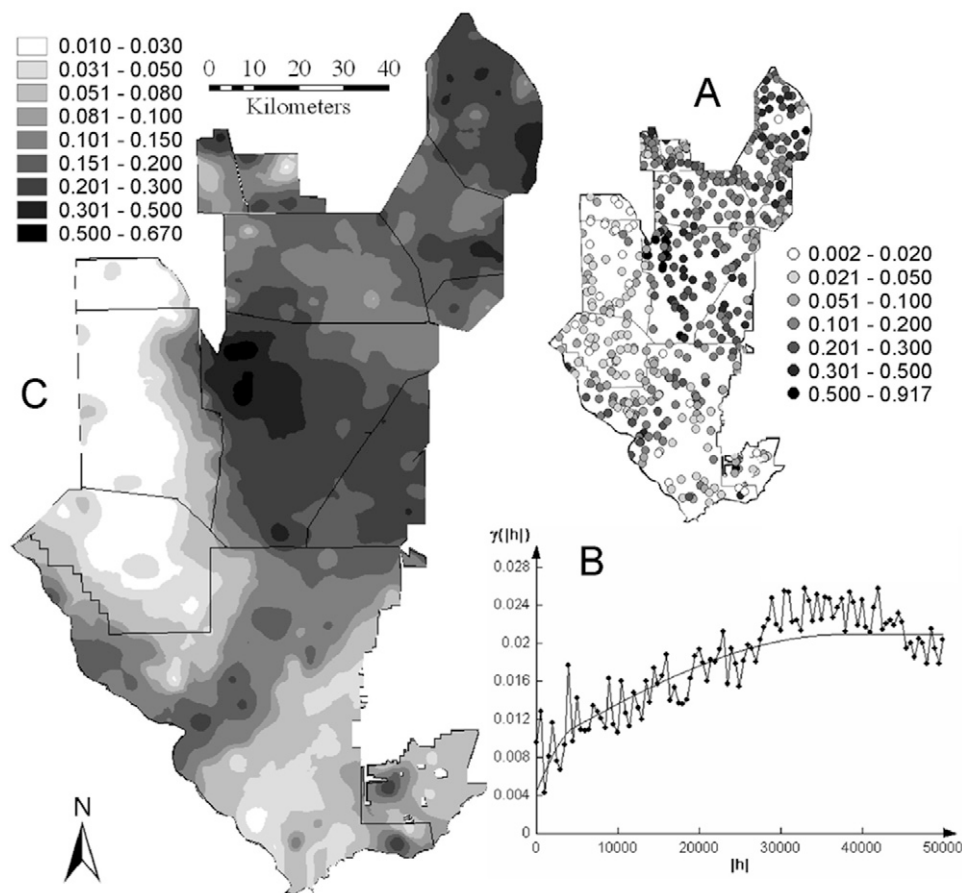 0.010 - 0.030
0.031 - 0.050
0.051 - 0.080
0.081 - 0.100
0.101 - 0.150
0.151 - 0.200
0.201 - 0.300
0.301 - 0.500
0.500 - 0.670
0 10 20 40
Kilometers
A
0.002 - 0.020
0.021 - 0.050
0.051 - 0.100
0.101 - 0.200
0.201 - 0.300
0.301 - 0.500
0.500 - 0.917
C
N
B
γ(|h|)
0.028
0.024
0.020
0.016
0.012
0.008
0.004
0
0 10000 20000 30000 40000 50000
|h|